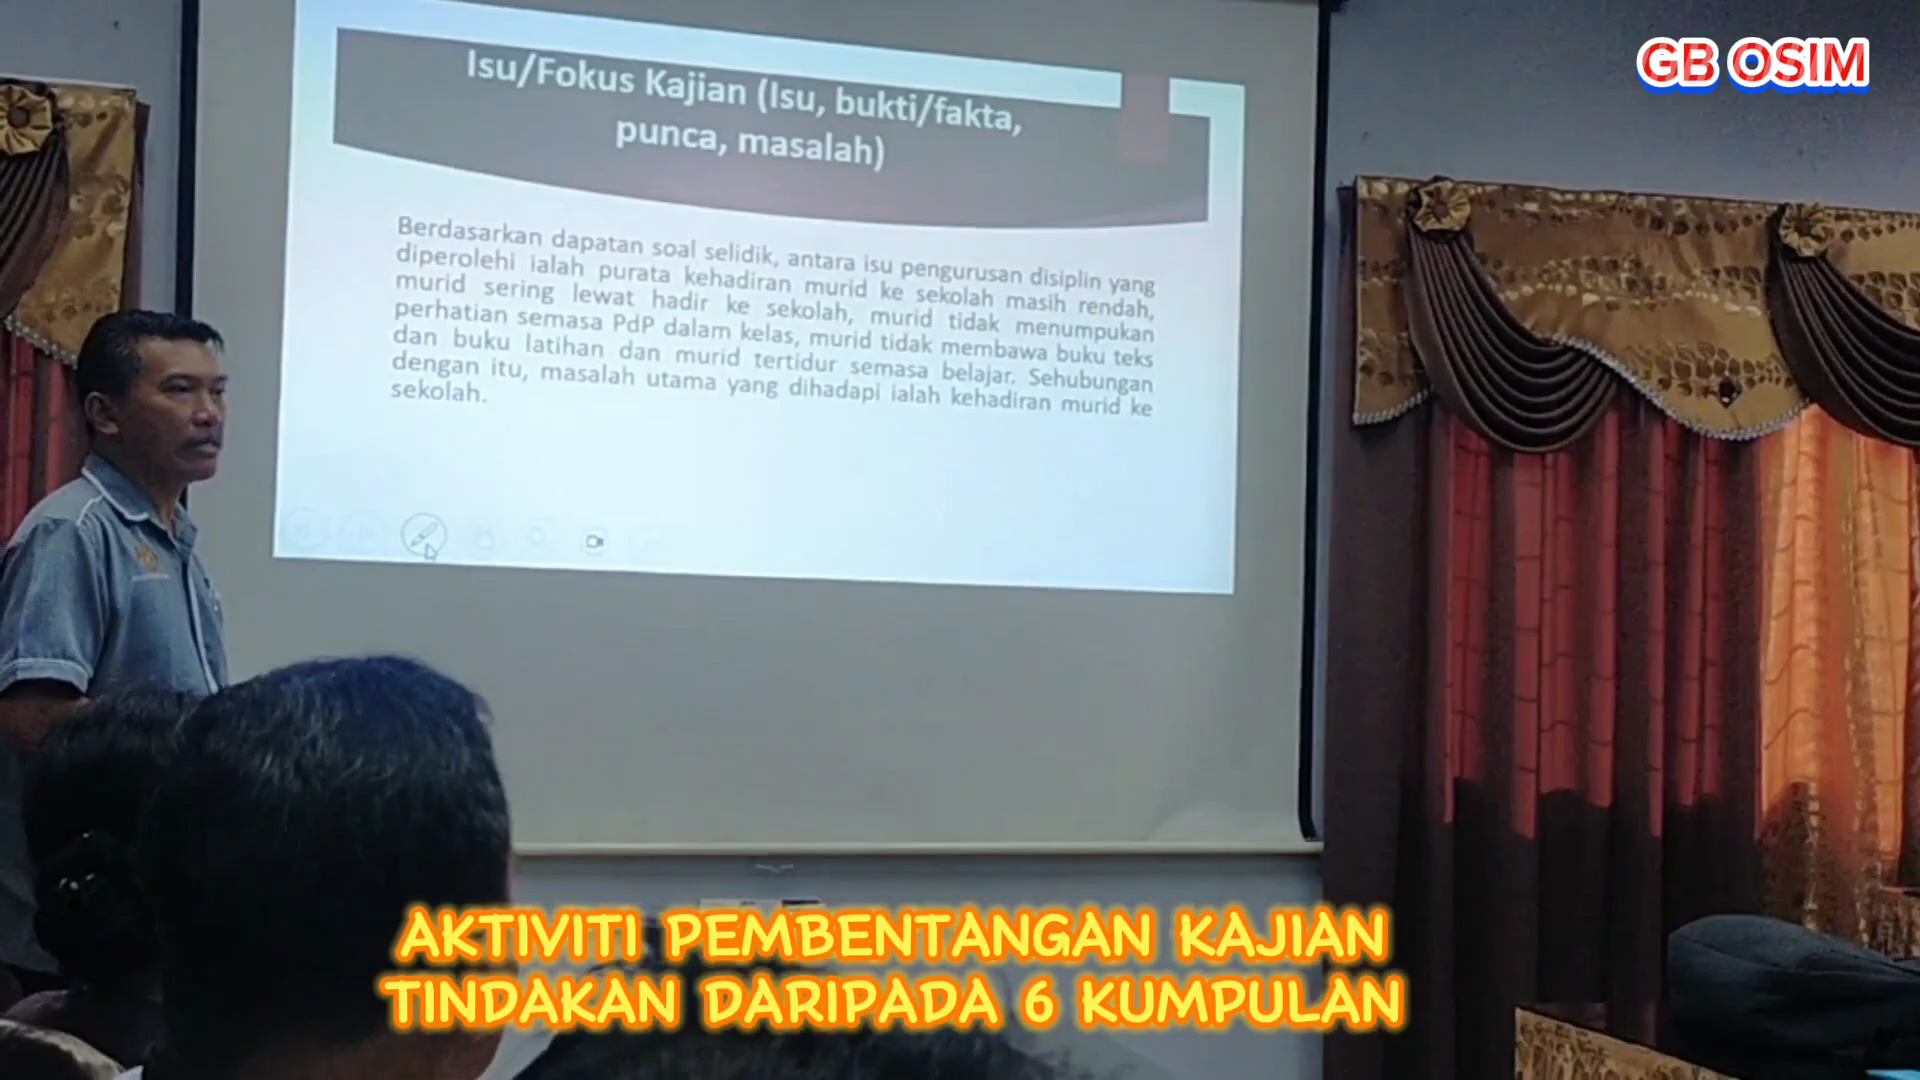 GB OSIM
Isu/Fokus Kajian (Isu, bukti/fakta,
punca, masalah)
Berdasarkan dapatan soal selidik, antara isu pengurusan disiplin yang
diperolehi ialah purata kehadiran murid ke sekolah masih rendah,
murid sering lewat hadir ke sekolah, murid tidak menumpukan
perhatian semasa PdP dalam kelas, murid tidak membawa buku teks
dan buku latihan dan murid tertidur semasa belajar. Sehubungan
dengan itu, masalah utama yang dihadapi ialah kehadiran murid ke
sekolah.
AKTIVITI PEMBENTANGAN KAJIAN
TINDAKAN DARIPADA 6 KUMPULAN